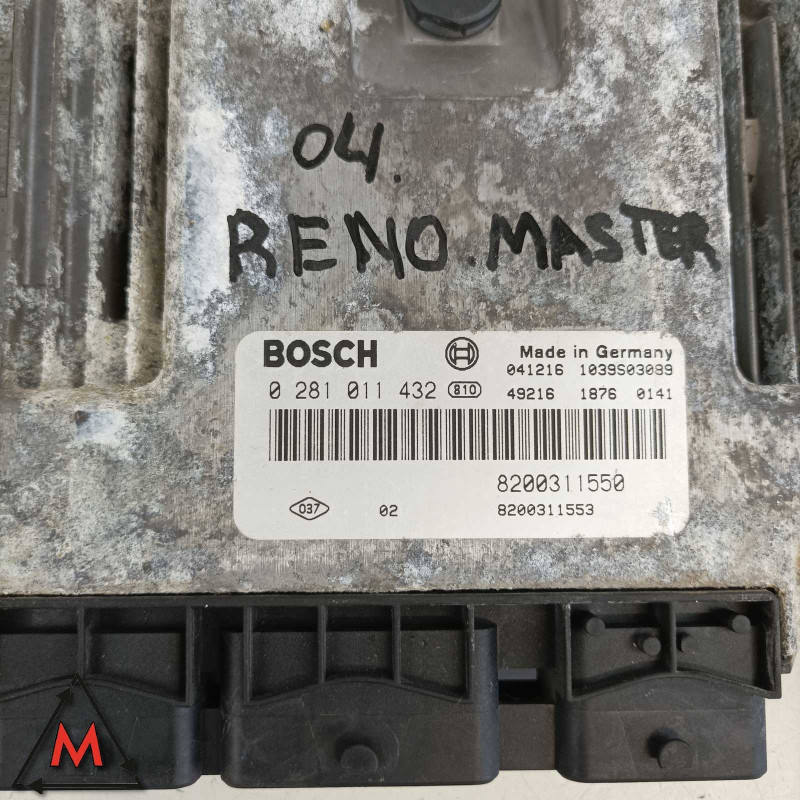 04.
RENO.MASTER
BOSCH
Made in Germany
041216 1039S03089
0 281 011 432 810
49216 1876 0141
8200311550
037 02 8200311553
M